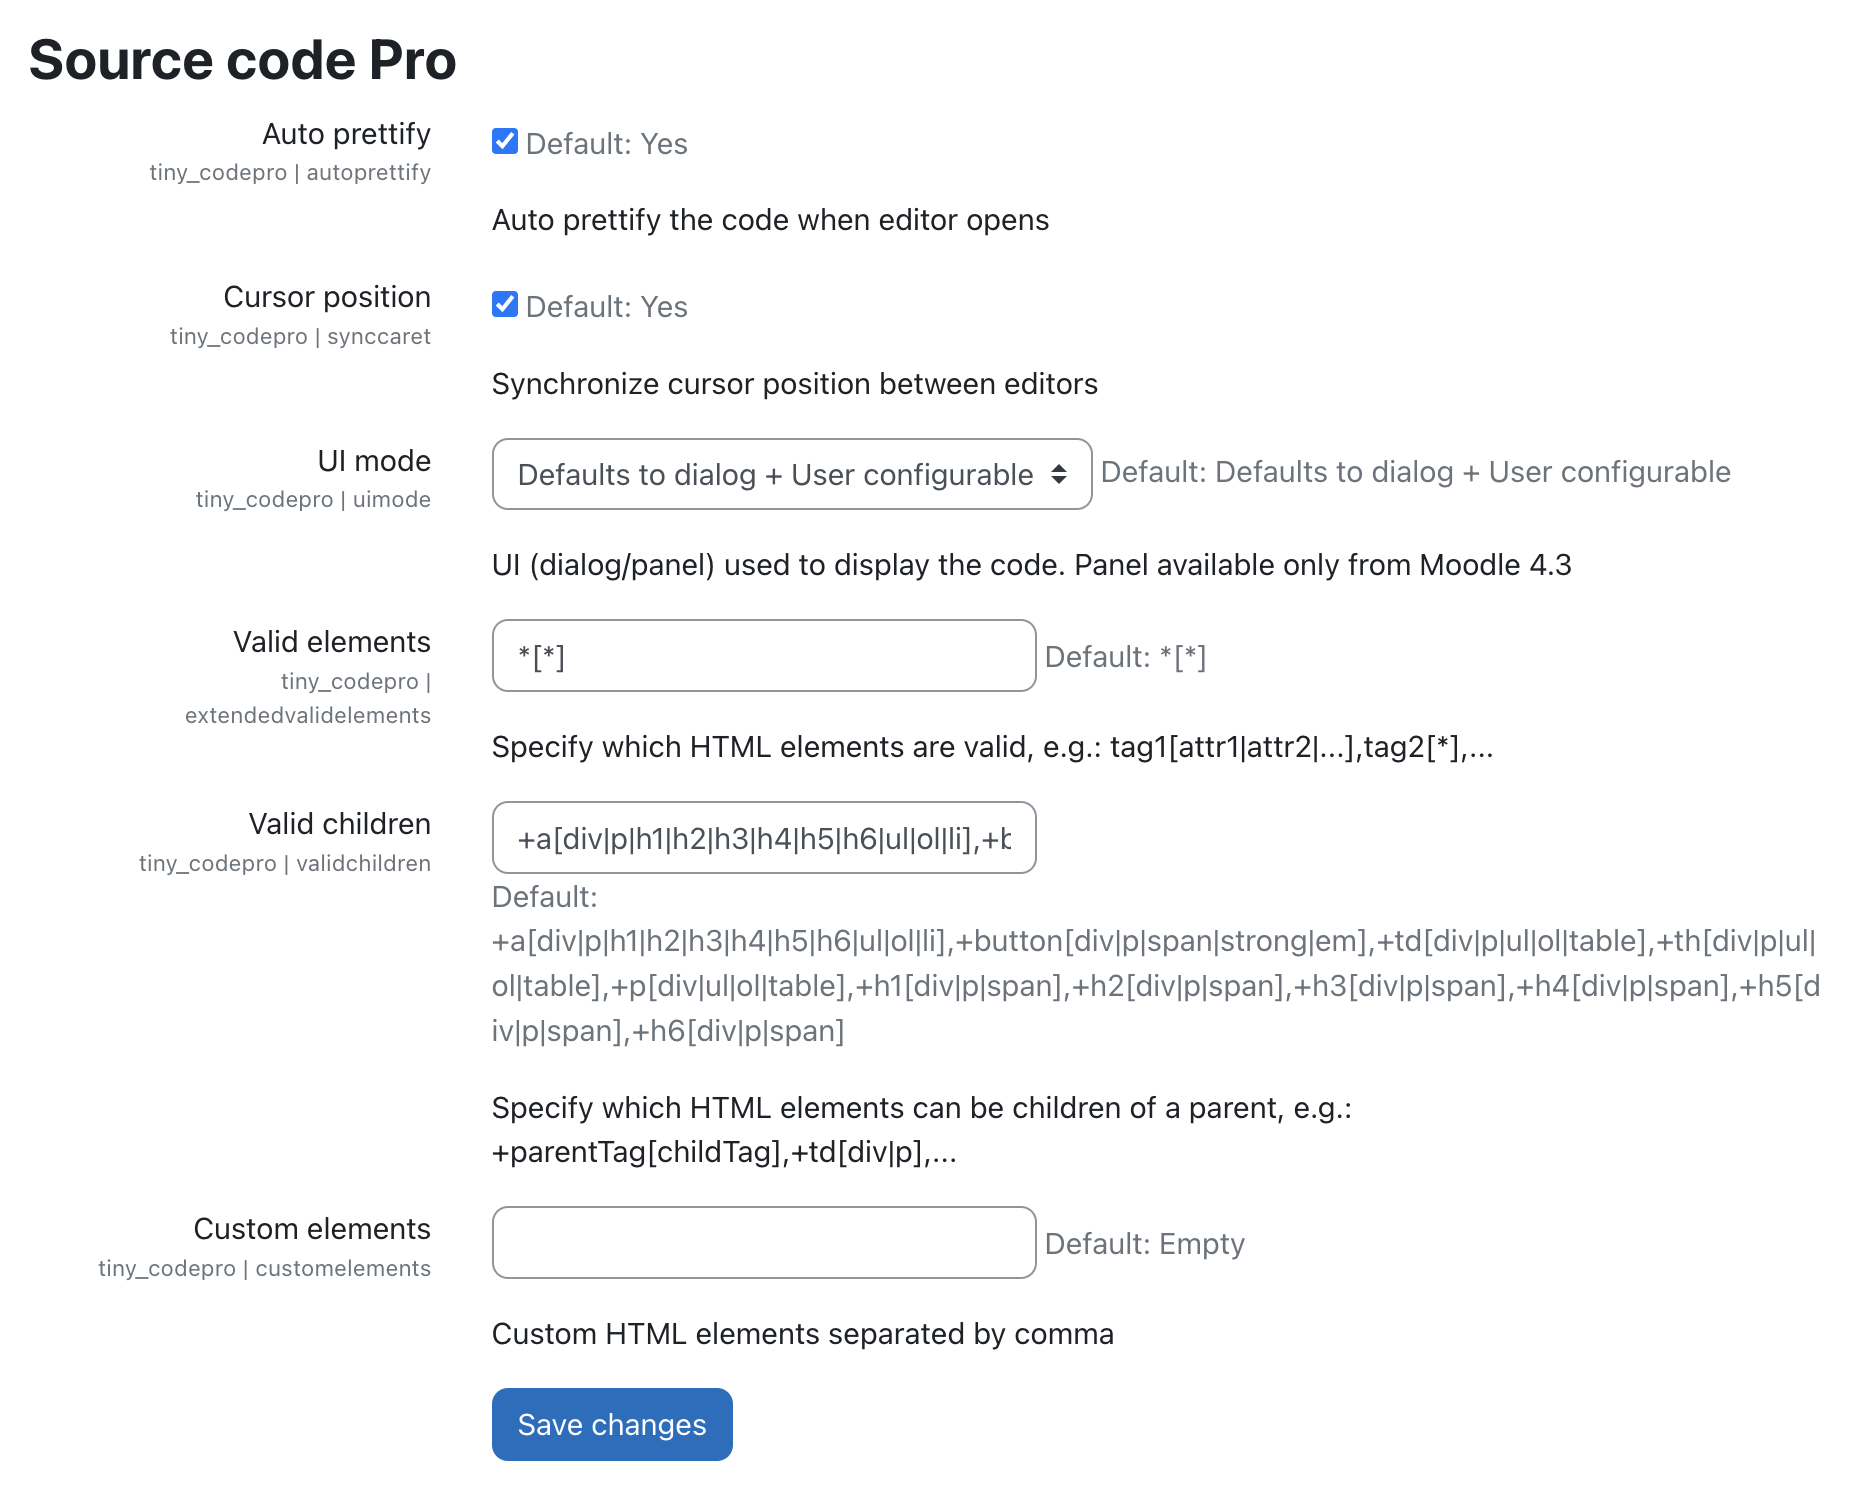 Source code Pro
Auto prettify
tiny_codepro | autoprettify
Default: Yes
Auto prettify the code when editor opens
Cursor position
tiny_codepro | synccaret
Default: Yes
Synchronize cursor position between editors
UI mode
tiny_codepro | uimode
Defaults to dialog + User configurable
Default: Defaults to dialog + User configurable
UI (dialog/panel) used to display the code. Panel available only from Moodle 4.3
Valid elements
tiny_codepro |
extendedvalidelements
*[*]
Default: *[*]
Specify which HTML elements are valid, e.g.: tag1[attr1|attr2|...],tag2[*],...
Valid children
tiny_codepro | validchildren
+a[div|p|h1|h2|h3|h4|h5|h6|ul|ol|li],+b
Default:
+a[div|p|h1|h2|h3|h4|h5|h6|ul|ol|li],+button[div|p|span|strong|em],+td[div|p|ul|ol|table],+th[div|p|ul|
ol|table],+p[div|ul|ol|table],+h1[div|p|span],+h2[div|p|span],+h3[div|p|span],+h4[div|p|span],+h5[d
iv|p|span],+h6[div|p|span]
Specify which HTML elements can be children of a parent, e.g.:
+parentTag[childTag],+td[div|p],...
Custom elements
tiny_codepro | customelements
Default: Empty
Custom HTML elements separated by comma
Save changes